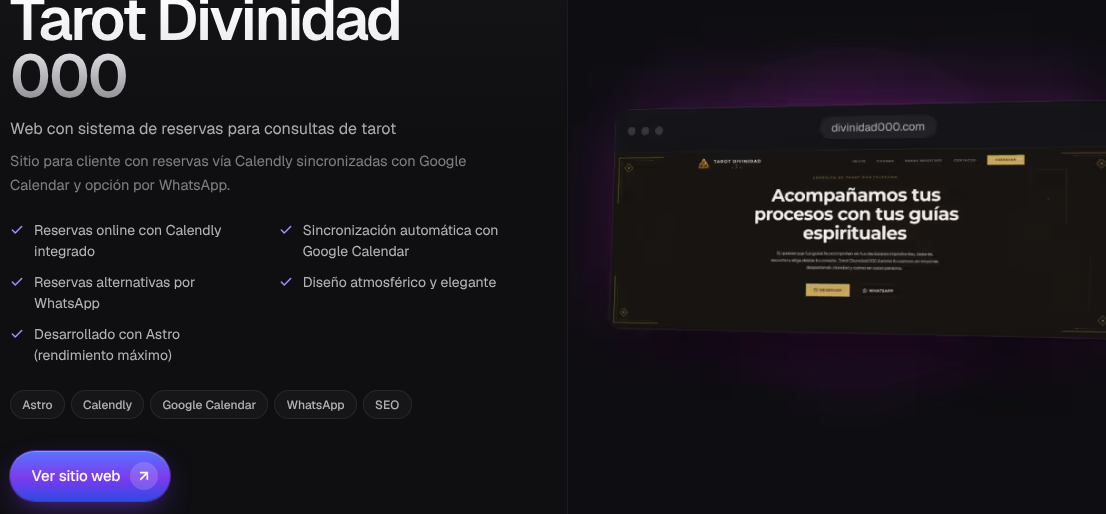 Tarot Divinidad
000
Web con sistema de reservas para consultas de tarot
Sitio para cliente con reservas vía Calendly sincronizadas con Google
Calendar y opción por WhatsApp.
Reservas online con Calendly
integrado
Sincronización automática con
Google Calendar
Reservas alternativas por
WhatsApp
Diseño atmosférico y elegante
Desarrollado con Astro
(rendimiento máximo)
Astro
Calendly
Google Calendar
WhatsApp
SEO
Ver sitio web
divinidad000.com
TAROT DIVINIDAD
Acompañamos tus
procesos con tus guías
espirituales
RESERVAR
WHATSAPP